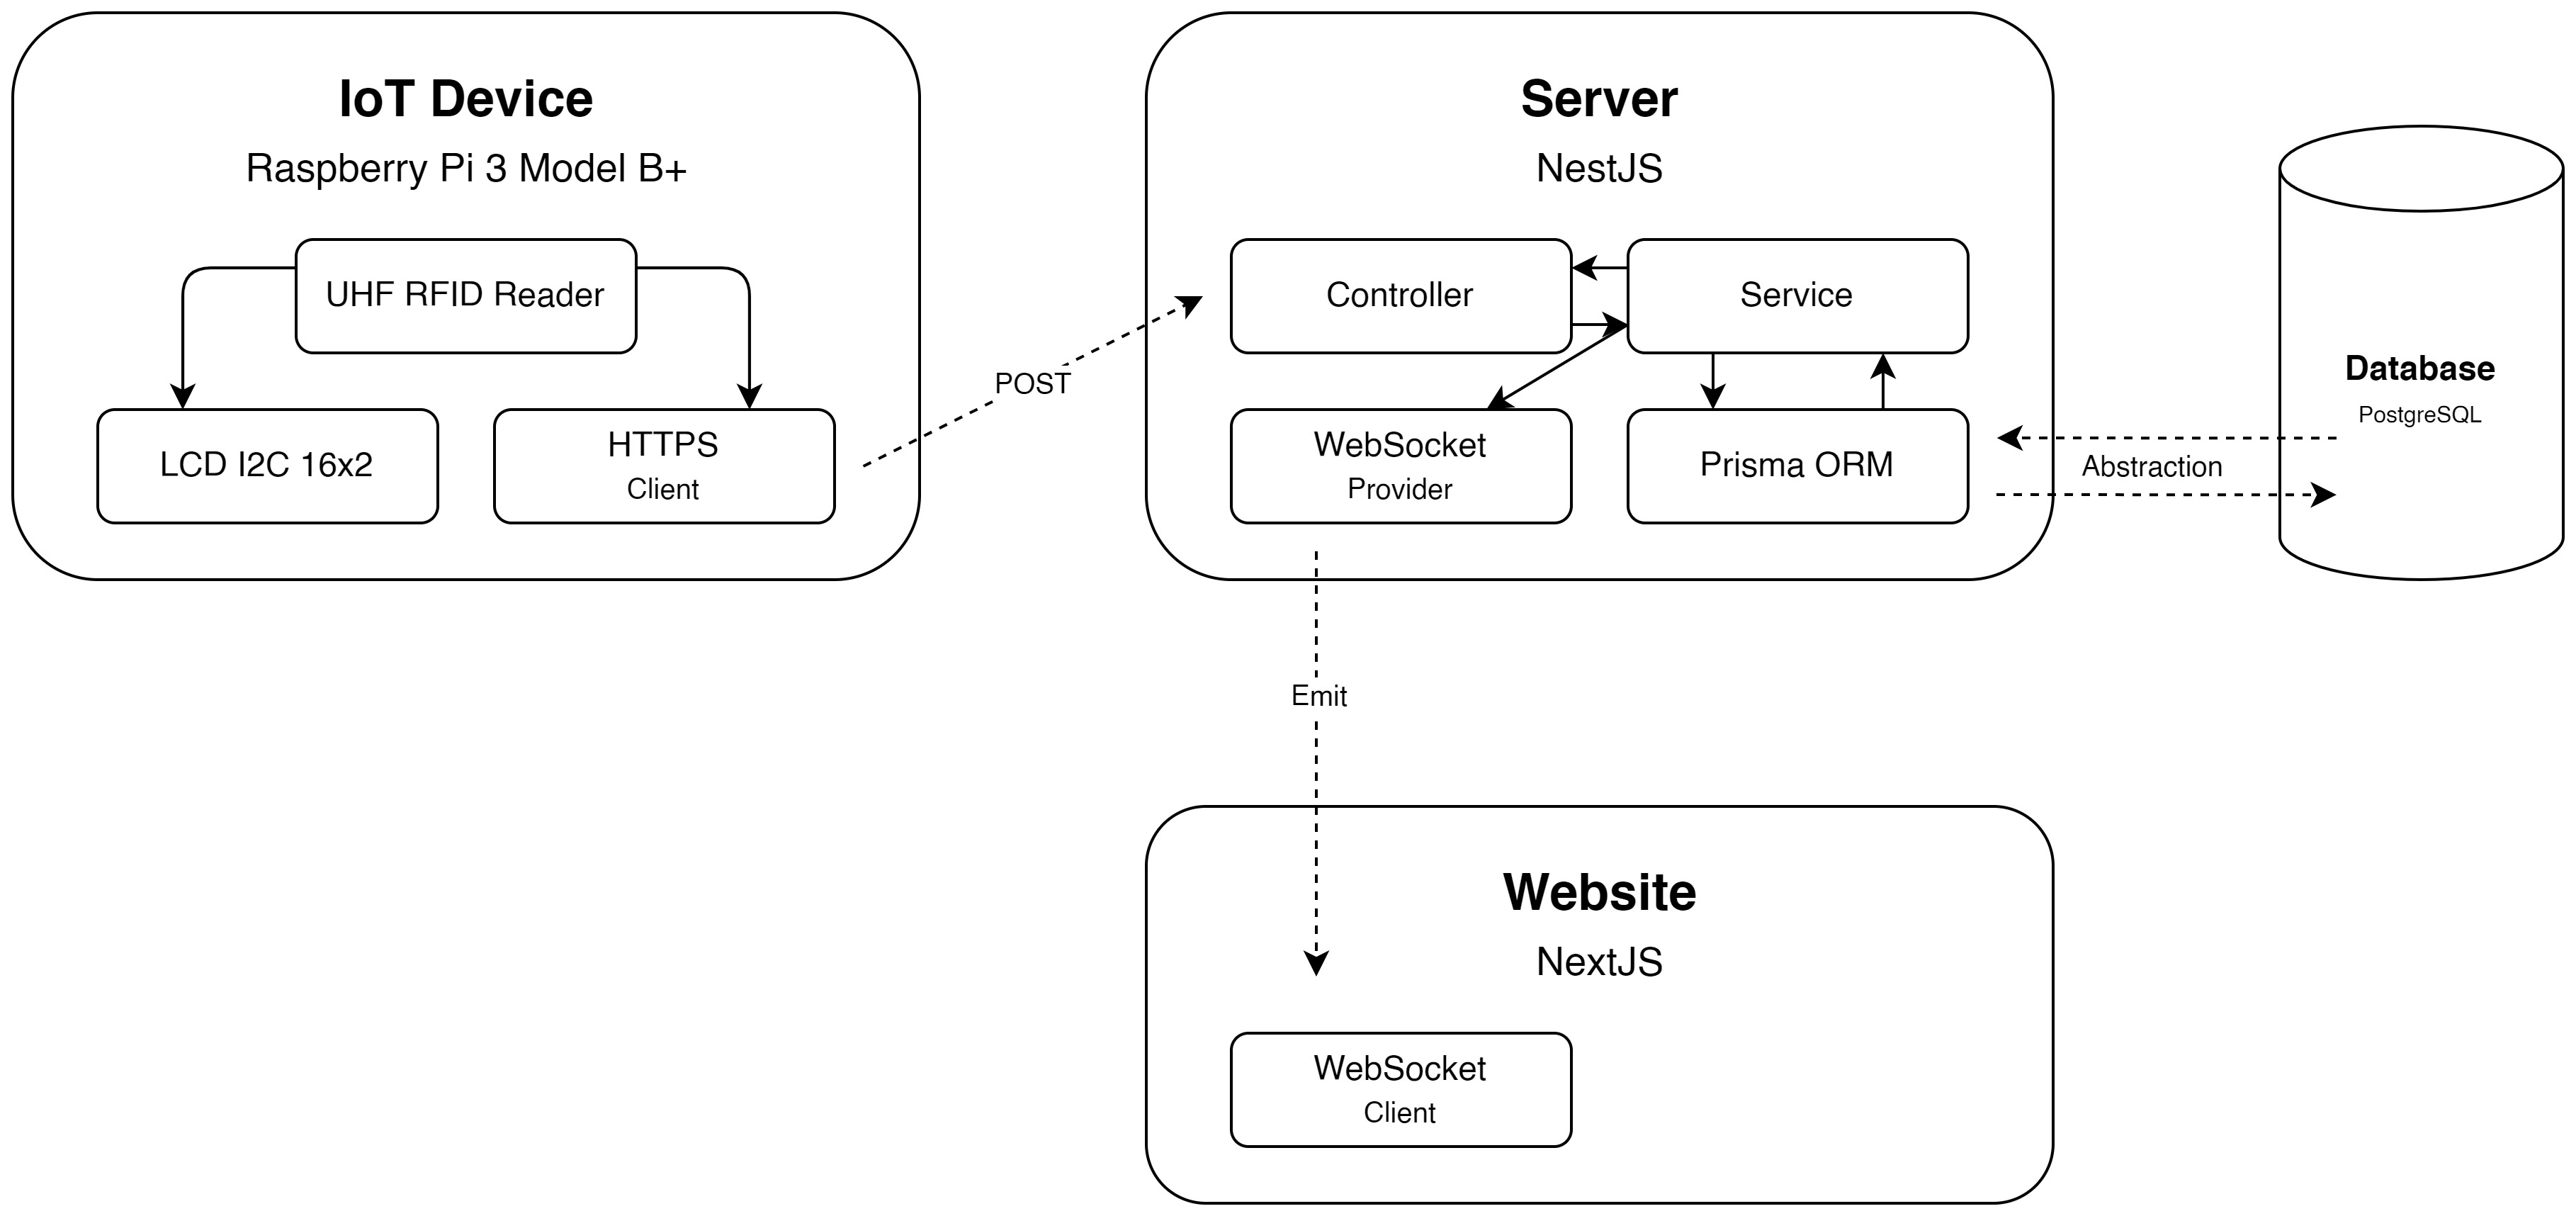 IoT Device
Raspberry Pi 3 Model B+
UHF RFID Reader
LCD I2C 16x2
HTTPS
Client
POST
Server
NestJS
Controller
Service
WebSocket
Provider
Prisma ORM
Abstraction
Database
PostgreSQL
Emit
Website
NextJS
WebSocket
Client